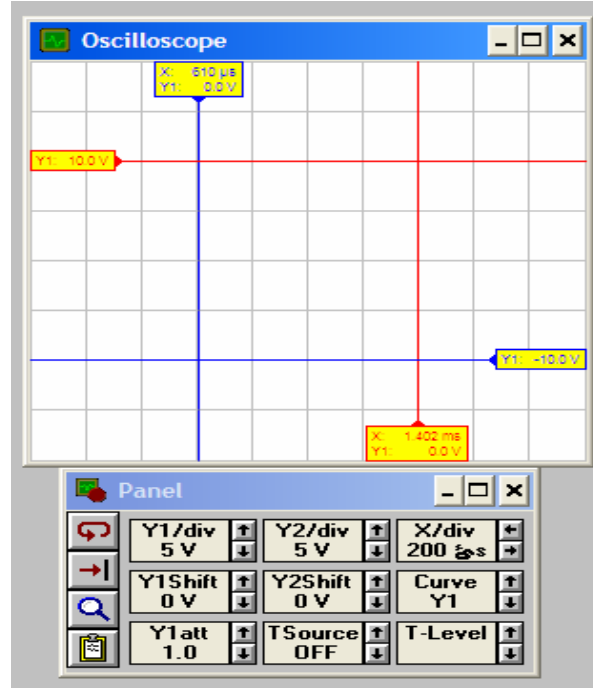 Oscilloscope
X: 610 µs
Y1: 0.0 V
Y1: 10.0 V
Y1: -10.0 V
X: 1.402 ms
Y1: 0.0 V
Panel
Y1/div Y2/div X/div
5 V 5 V 200
Y1Shift Y2Shift Curve
0 V 0 V Y1
Y1att TSource T-Level
1.0 OFF